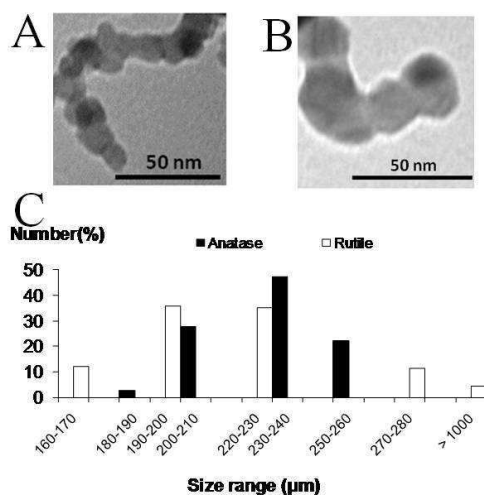 A
B
50 nm
50 nm
C
Number(%)
Anatase
Rutile
50
40
30
20
10
0
160-170
180-190
190-200
200-210
220-230
230-240
250-260
270-280
> 1000
Size range (µm)